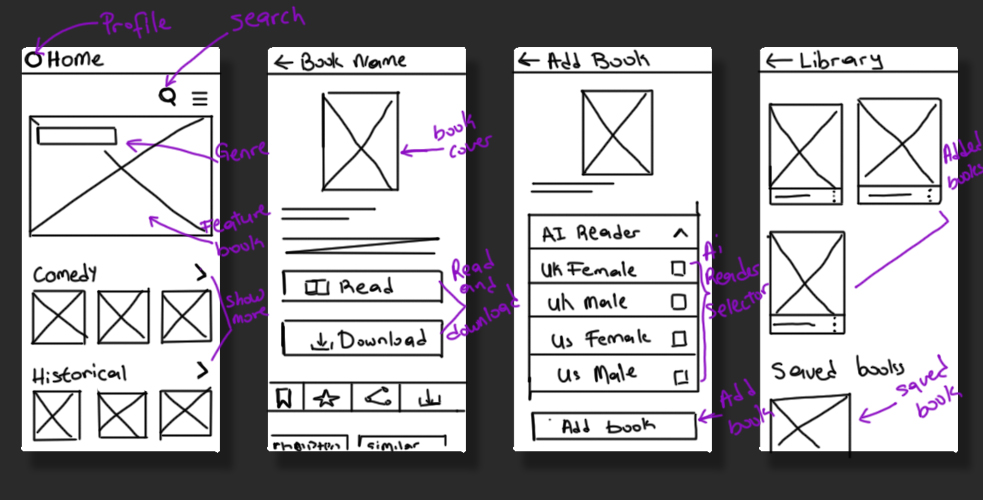 Profile
search
Home
Genre
Feature
book
Comedy
Show
more
Historical
Book Name
book
cover
Read
and
download
Read
Download
similar
Add Book
AI Reader
UK Female
UK Male
US Female
US Male
Ai
Reader
Selector
Add book
Add
book
Library
Added
books
Saved books
saved
book